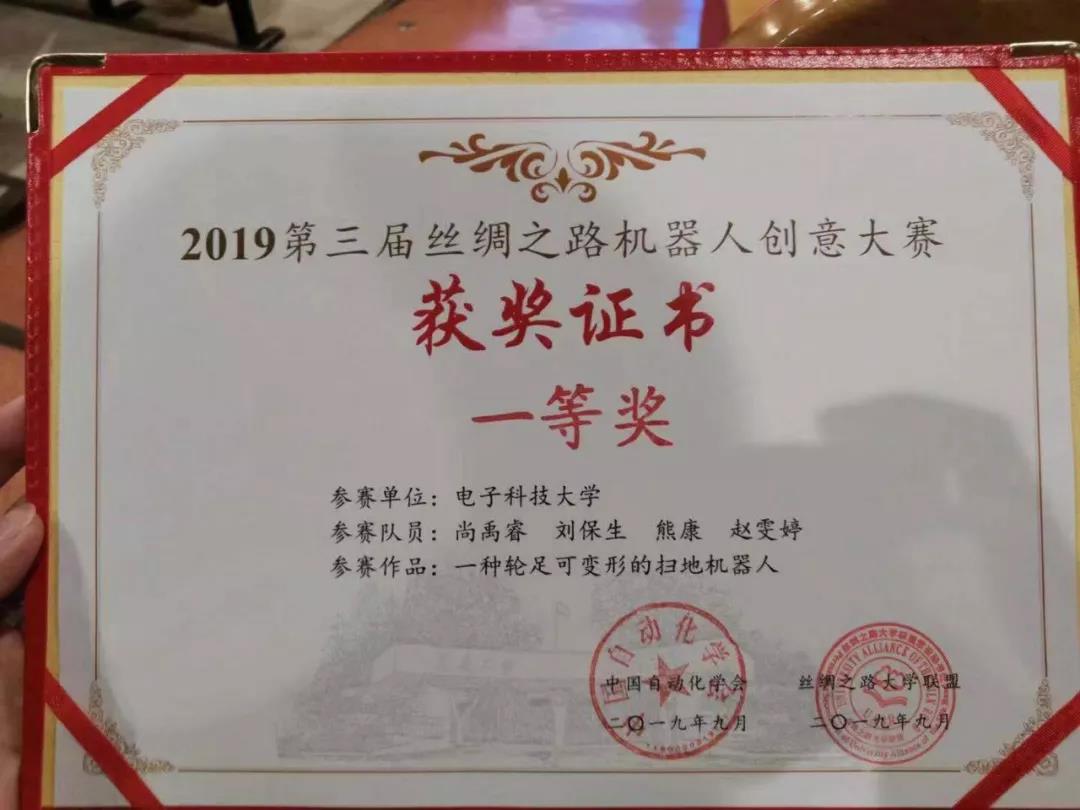 2019第三届丝绸之路机器人创意大赛
获奖证书
一等奖
参赛单位：电子科技大学
参赛队员：尚禹睿 刘保生 熊康 赵雯婷
参赛作品：一种轮足可变形的扫地机器人
中国自动化学会 丝绸之路大学联盟
二〇一九年九月 二〇一九年九月